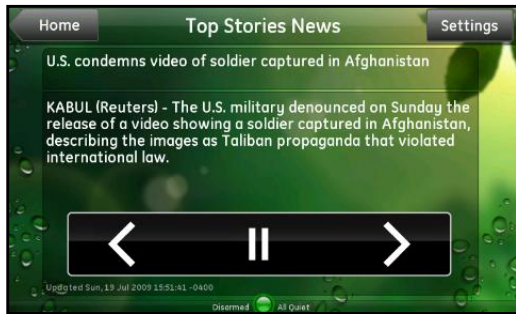 Home
Top Stories News
Settings
U.S. condemns video of soldier captured in Afghanistan
KABUL (Reuters) - The U.S. military denounced on Sunday the
release of a video showing a soldier captured in Afghanistan,
describing the images as Taliban propaganda that violated
international law.
Updated Sun, 19 Jul 2009 15:51:41 -0400
Disarmed All Quiet